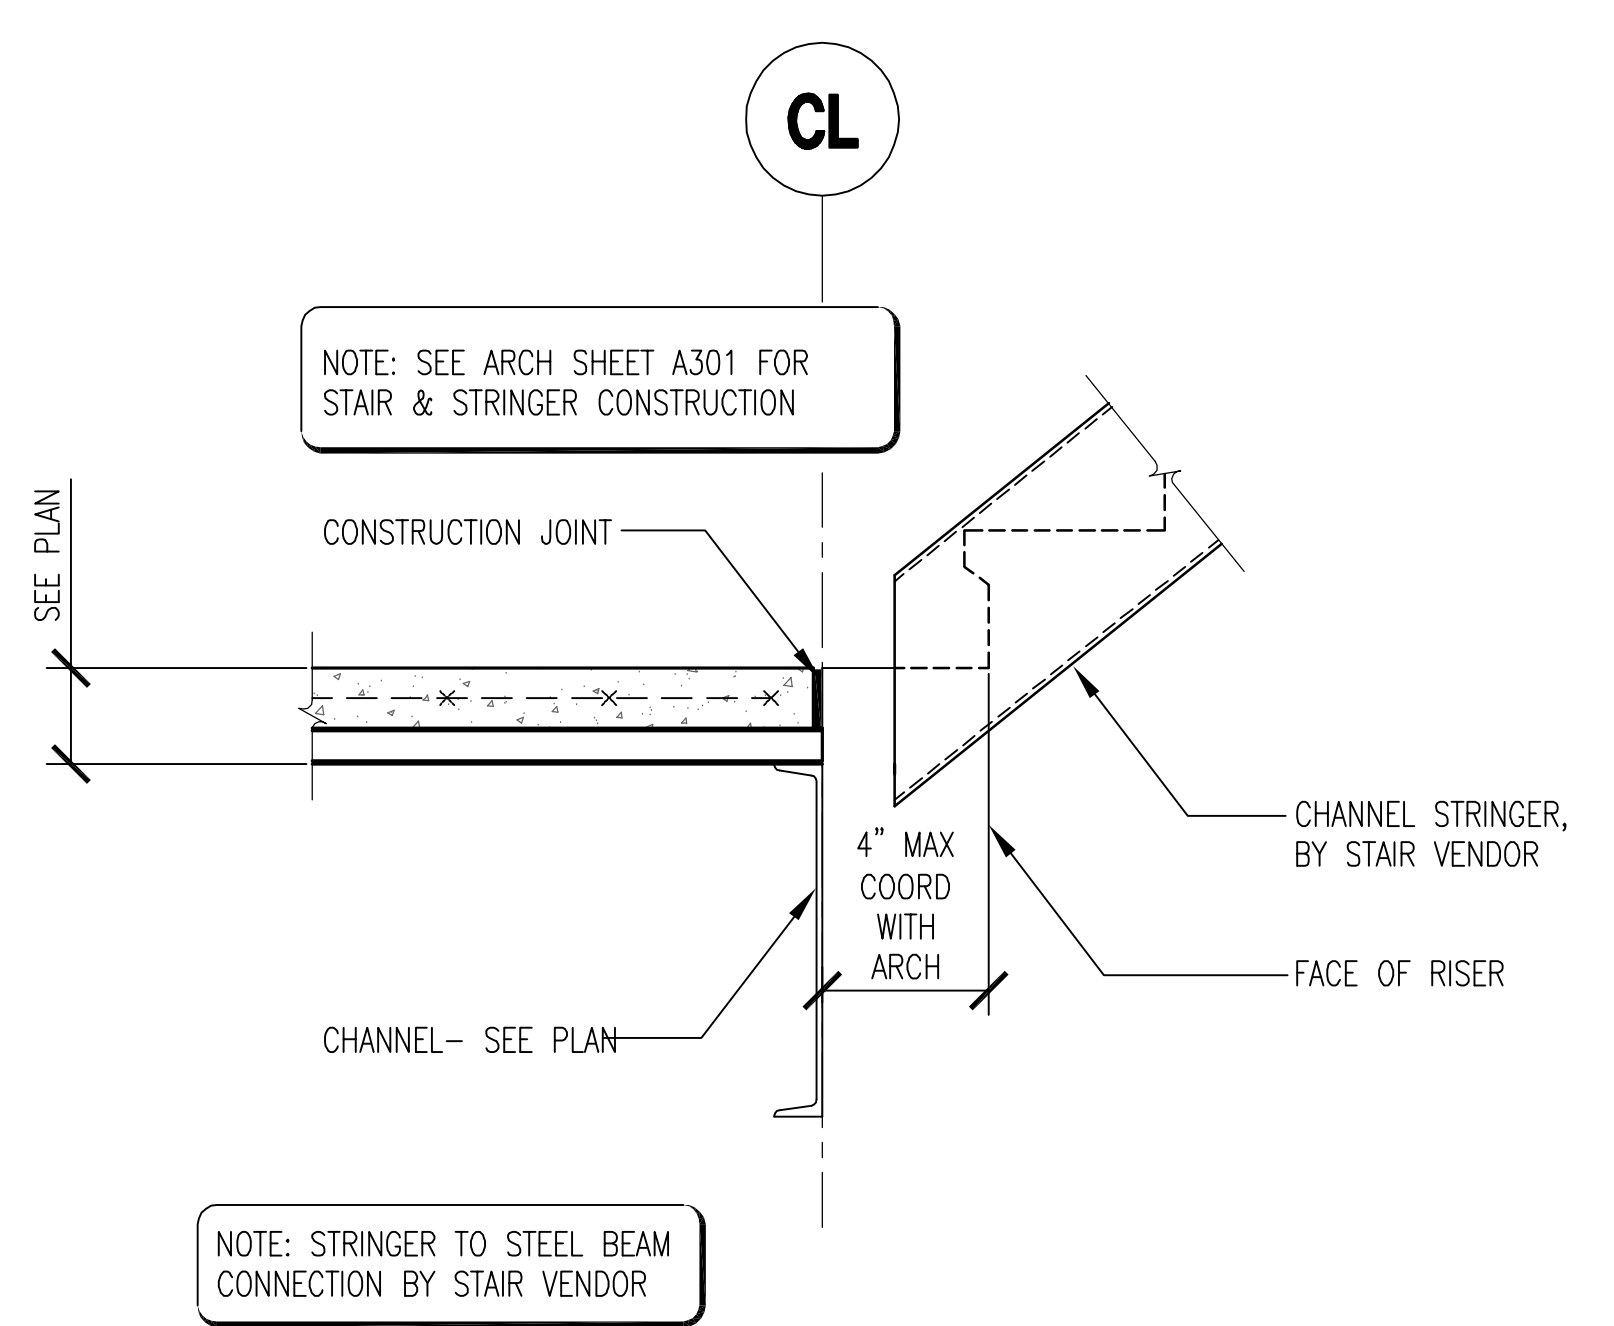 CL
NOTE: SEE ARCH SHEET A301 FOR
STAIR & STRINGER CONSTRUCTION
SEE PLAN
CONSTRUCTION JOINT
CHANNEL STRINGER,
BY STAIR VENDOR
4" MAX
COORD
WITH
ARCH
FACE OF RISER
CHANNEL- SEE PLAN
NOTE: STRINGER TO STEEL BEAM
CONNECTION BY STAIR VENDOR